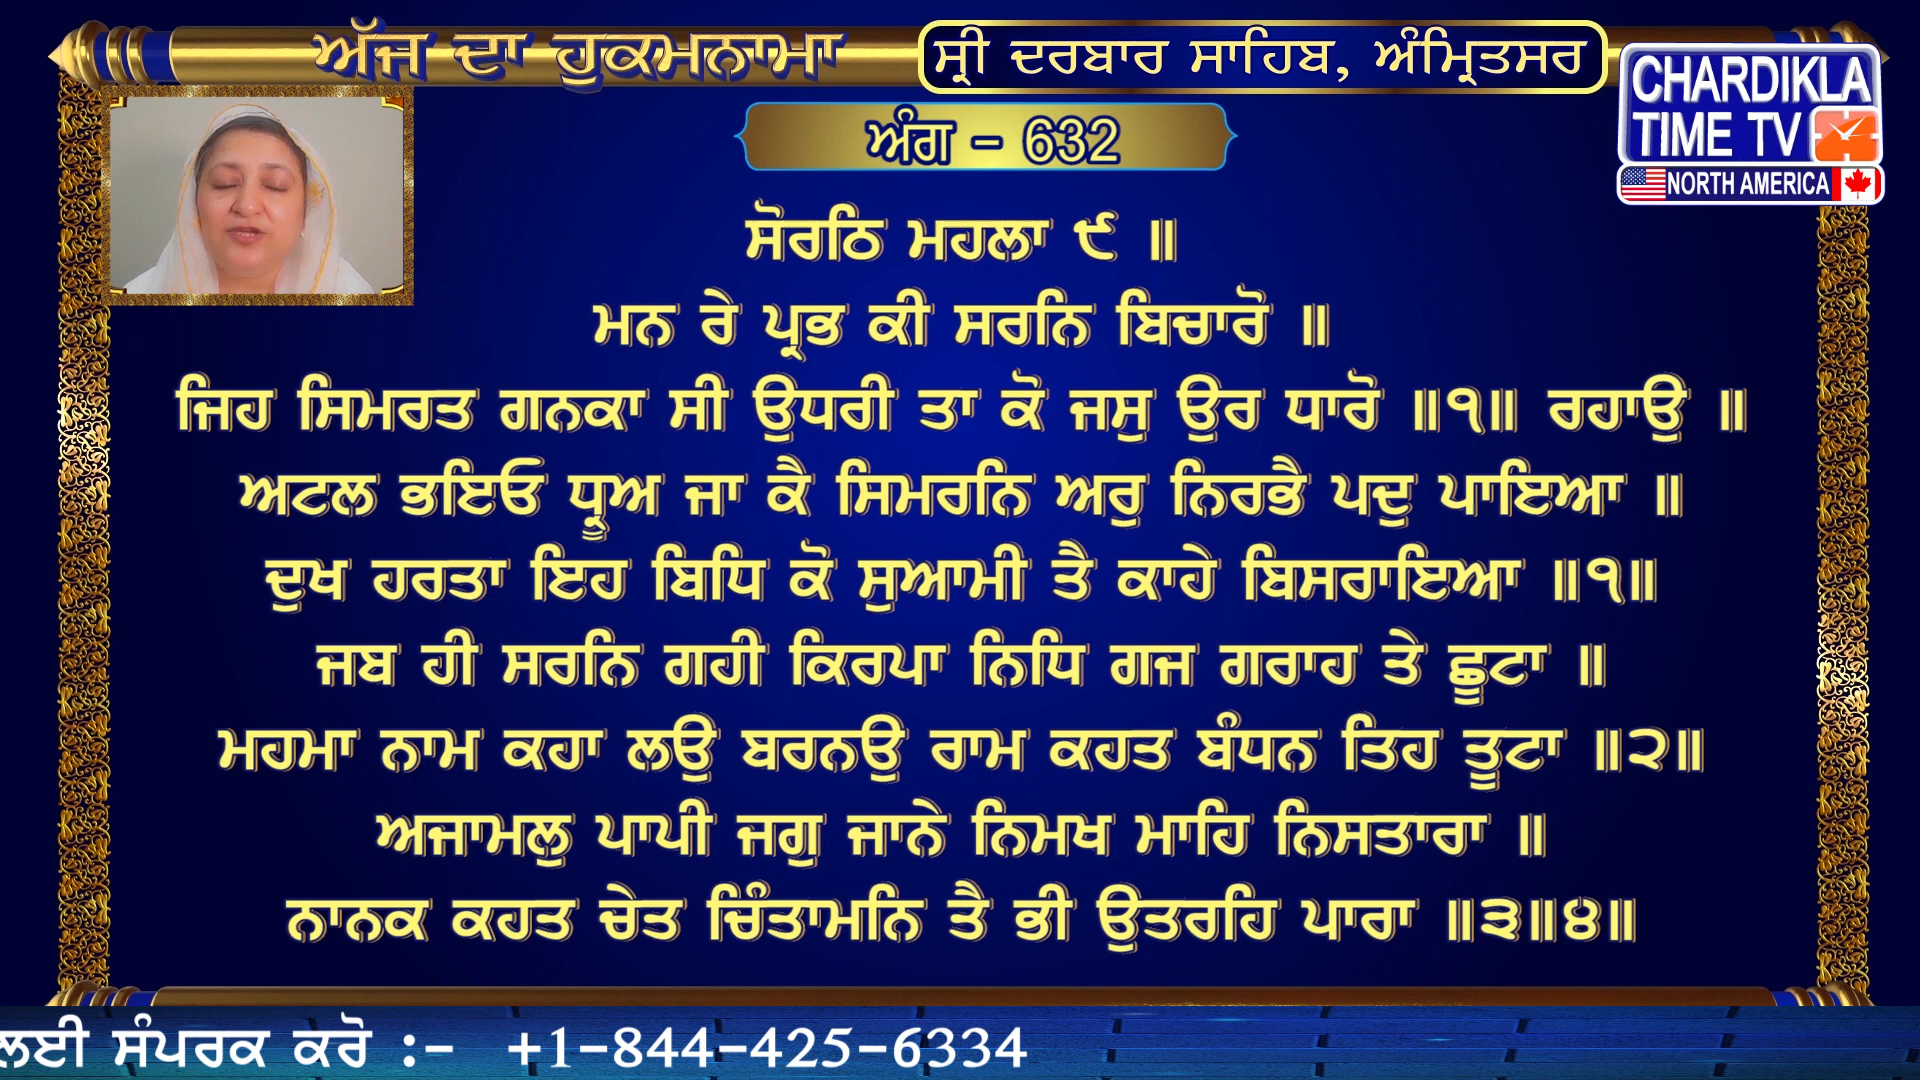 ਅੱਜ ਦਾ ਹੁਕਮਨਾਮਾ
ਸ੍ਰੀ ਦਰਬਾਰ ਸਾਹਿਬ, ਅੰਮ੍ਰਿਤਸਰ
CHARDIKLA
TIME TV
NORTH AMERICA
ਅੰਗ - 632
ਸੋਰਠਿ ਮਹਲਾ ੯ ॥
ਮਨ ਰੇ ਪ੍ਰਭ ਕੀ ਸਰਨਿ ਬਿਚਾਰੋ ॥
ਜਿਹ ਸਿਮਰਤ ਗਨਕਾ ਸੀ ਉਧਰੀ ਤਾ ਕੋ ਜਸੁ ਉਰ ਧਾਰੋ ॥੧॥ ਰਹਾਉ ॥
ਅਟਲ ਭਇਓ ਧ੍ਰੂਅ ਜਾ ਕੈ ਸਿਮਰਨਿ ਅਰੁ ਨਿਰਭੈ ਪਦੁ ਪਾਇਆ ॥
ਦੁਖ ਹਰਤਾ ਇਹ ਬਿਧਿ ਕੋ ਸੁਆਮੀ ਤੈ ਕਾਹੇ ਬਿਸਰਾਇਆ ॥੧॥
ਜਬ ਹੀ ਸਰਨਿ ਗਹੀ ਕਿਰਪਾ ਨਿਧਿ ਗਜ ਗਰਾਹ ਤੇ ਛੂਟਾ ॥
ਮਹਮਾ ਨਾਮ ਕਹਾ ਲਉ ਬਰਨਉ ਰਾਮ ਕਹਤ ਬੰਧਨ ਤਿਹ ਤੂਟਾ ॥੨॥
ਅਜਾਮਲੁ ਪਾਪੀ ਜਗੁ ਜਾਨੇ ਨਿਮਖ ਮਾਹਿ ਨਿਸਤਾਰਾ ॥
ਨਾਨਕ ਕਹਤ ਚੇਤ ਚਿੰਤਾਮਨਿ ਤੈ ਭੀ ਉਤਰਹਿ ਪਾਰਾ ॥੩॥੪॥
ਲਈ ਸੰਪਰਕ ਕਰੋ :- +1-844-425-6334